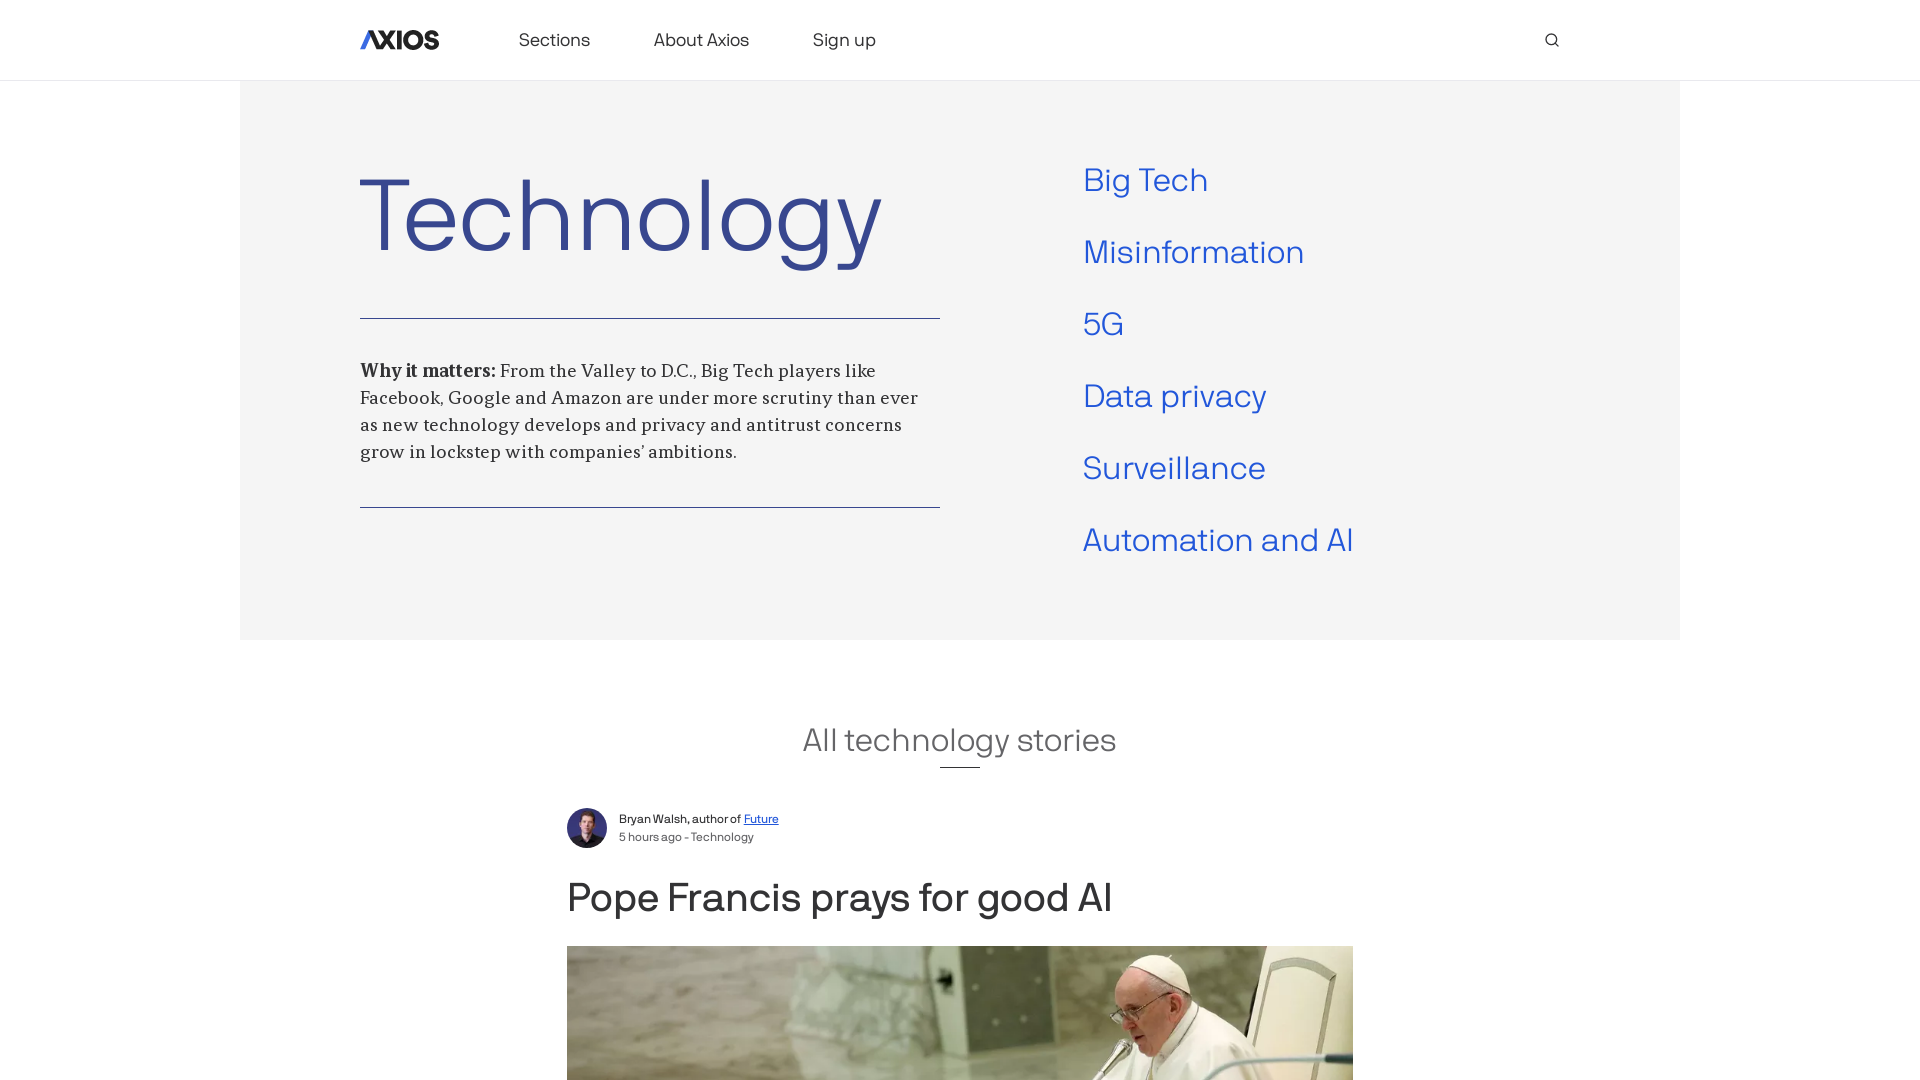 AXIOS
Sections
About Axios
Sign up
Technology
Why it matters: From the Valley to D.C., Big Tech players like
Facebook, Google and Amazon are under more scrutiny than ever
as new technology develops and privacy and antitrust concerns
grow in lockstep with companies’ ambitions.
Big Tech
Misinformation
5G
Data privacy
Surveillance
Automation and AI
All technology stories
Bryan Walsh, author of Future
5 hours ago - Technology
Pope Francis prays for good AI